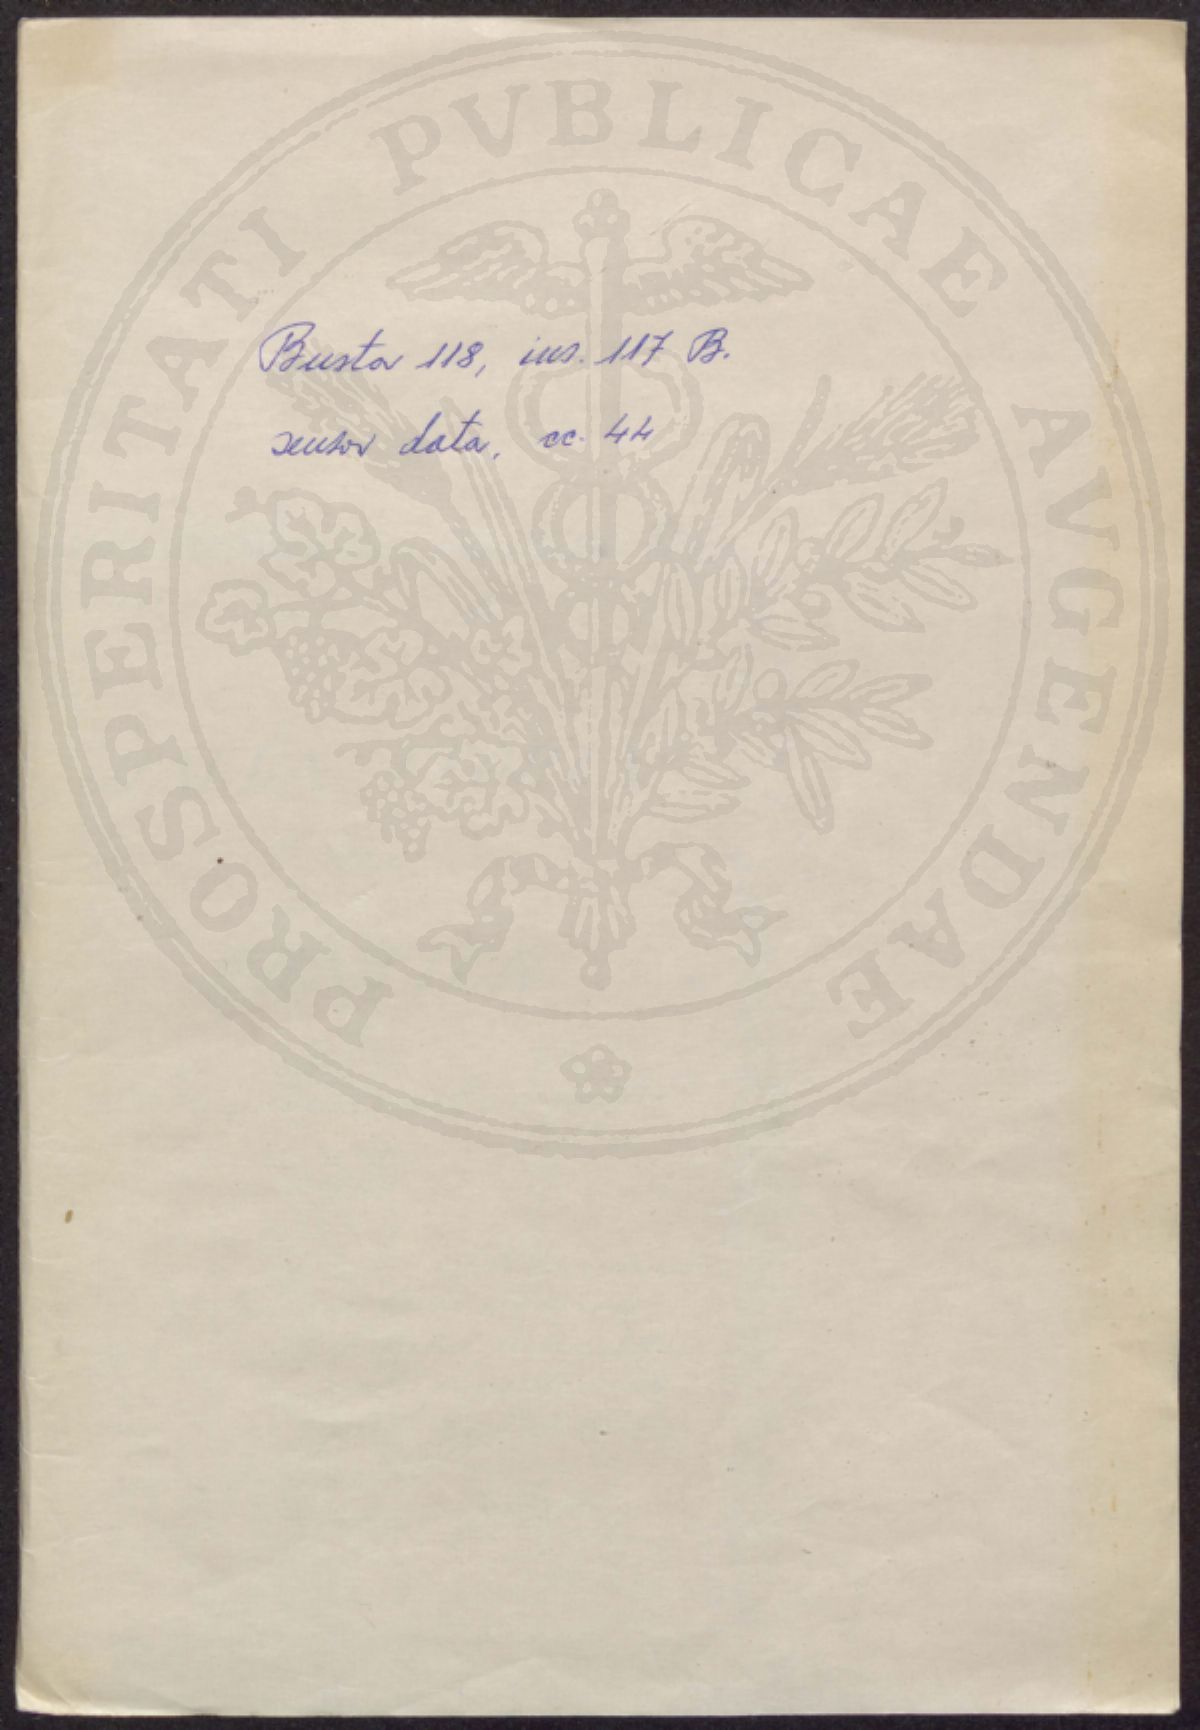 PROSPERITATI PVBLICAE AVGENDAE
Busta 118, ins. 117 B.
senza data, cc. 44